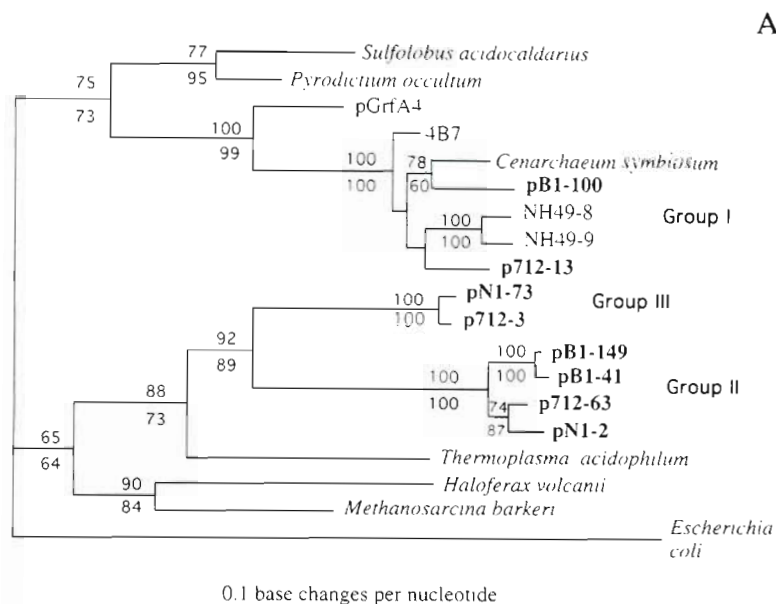 A
77
Sulfolobus acidocaldarius
75
95
Pyrodictium occultum
73
pGrfA4
100
4B7
99
100
78
Cenarchaeum symbiosum
100
60
pB1-100
100
NH49-8
Group I
100
NH49-9
p712-13
pN1-73
100
Group III
100
p712-3
92
89
100
pB1-149
100
100
pB1-41
Group II
88
100
74
p712-63
73
87
pN1-2
65
Thermoplasma acidophilum
64
90
Haloferax volcanii
84
Methanosarcina barkeri
Escherichia
coli
0.1 base changes per nucleotide